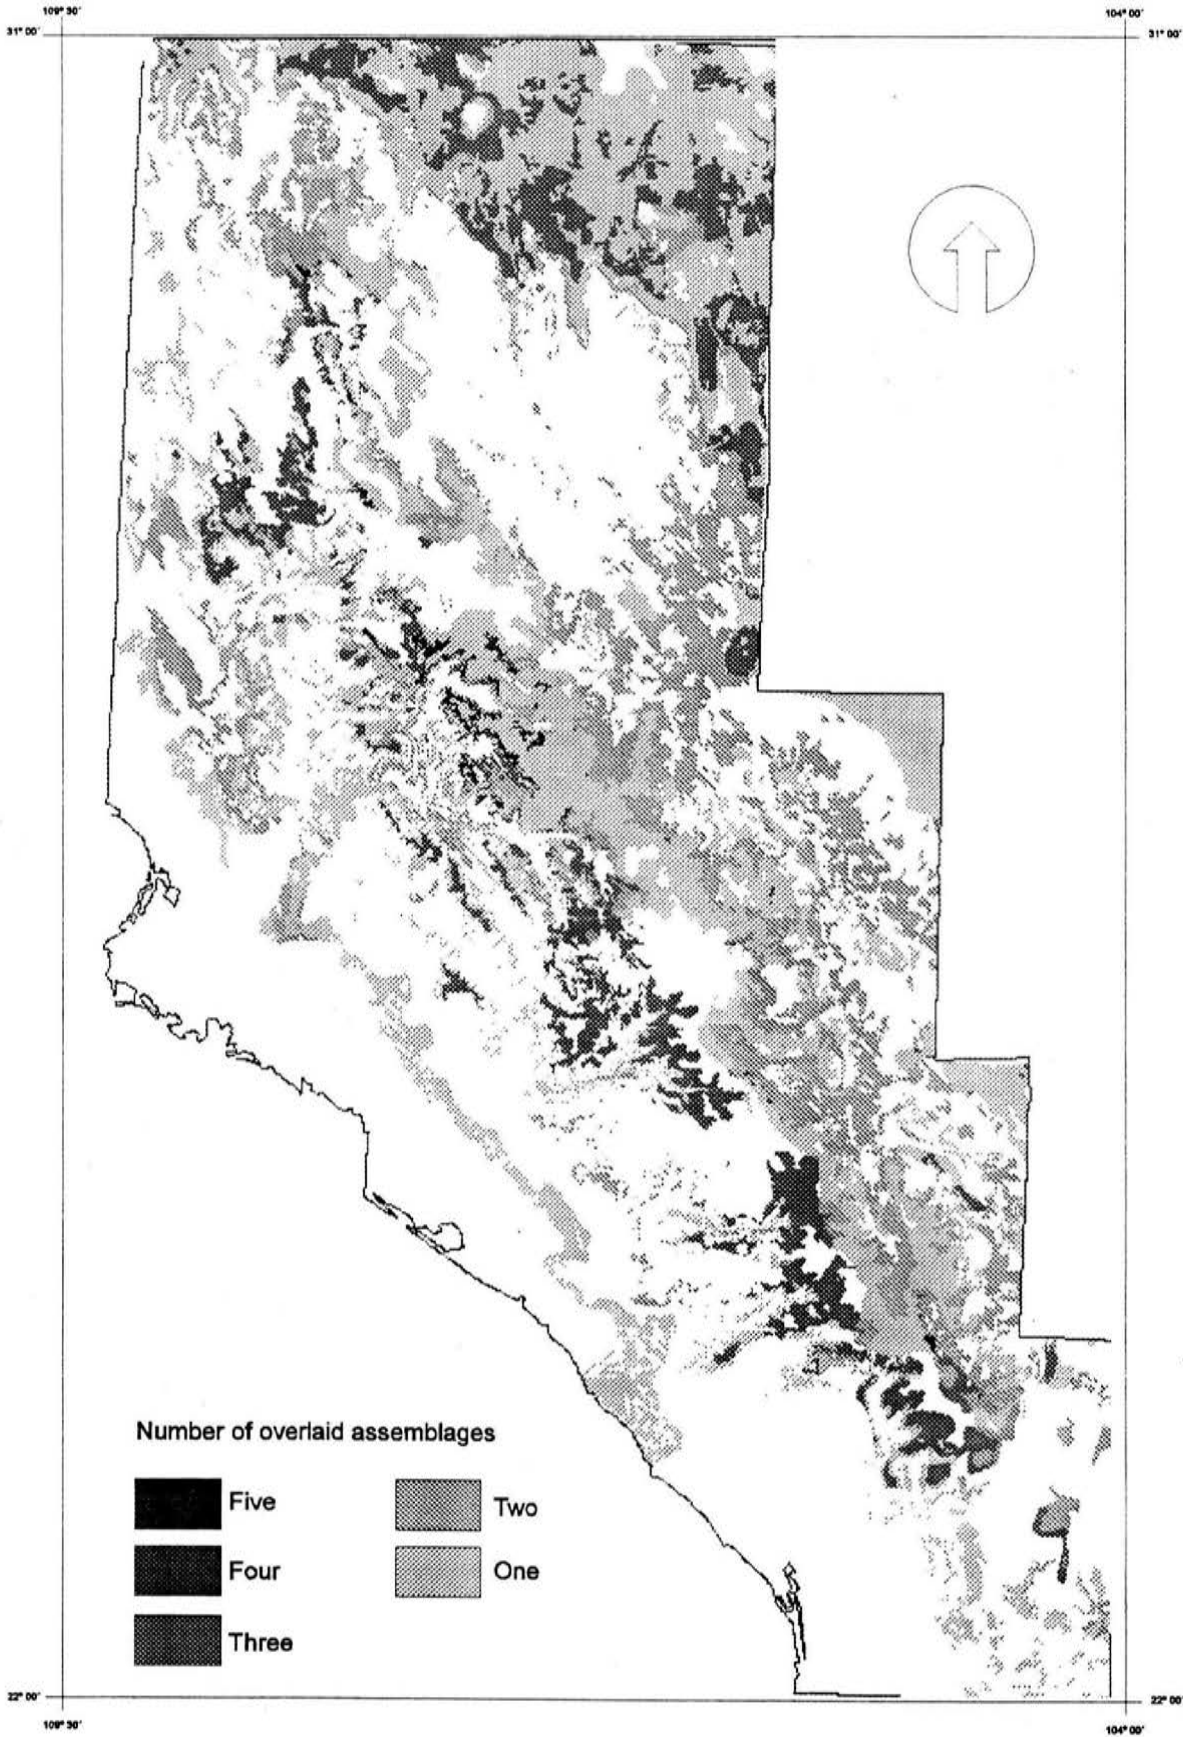 109° 30'
104° 00'
31° 00'
31° 00'
Number of overlaid assemblages
Five
Two
Four
One
Three
22° 00'
22° 00'
109° 30'
104° 00'